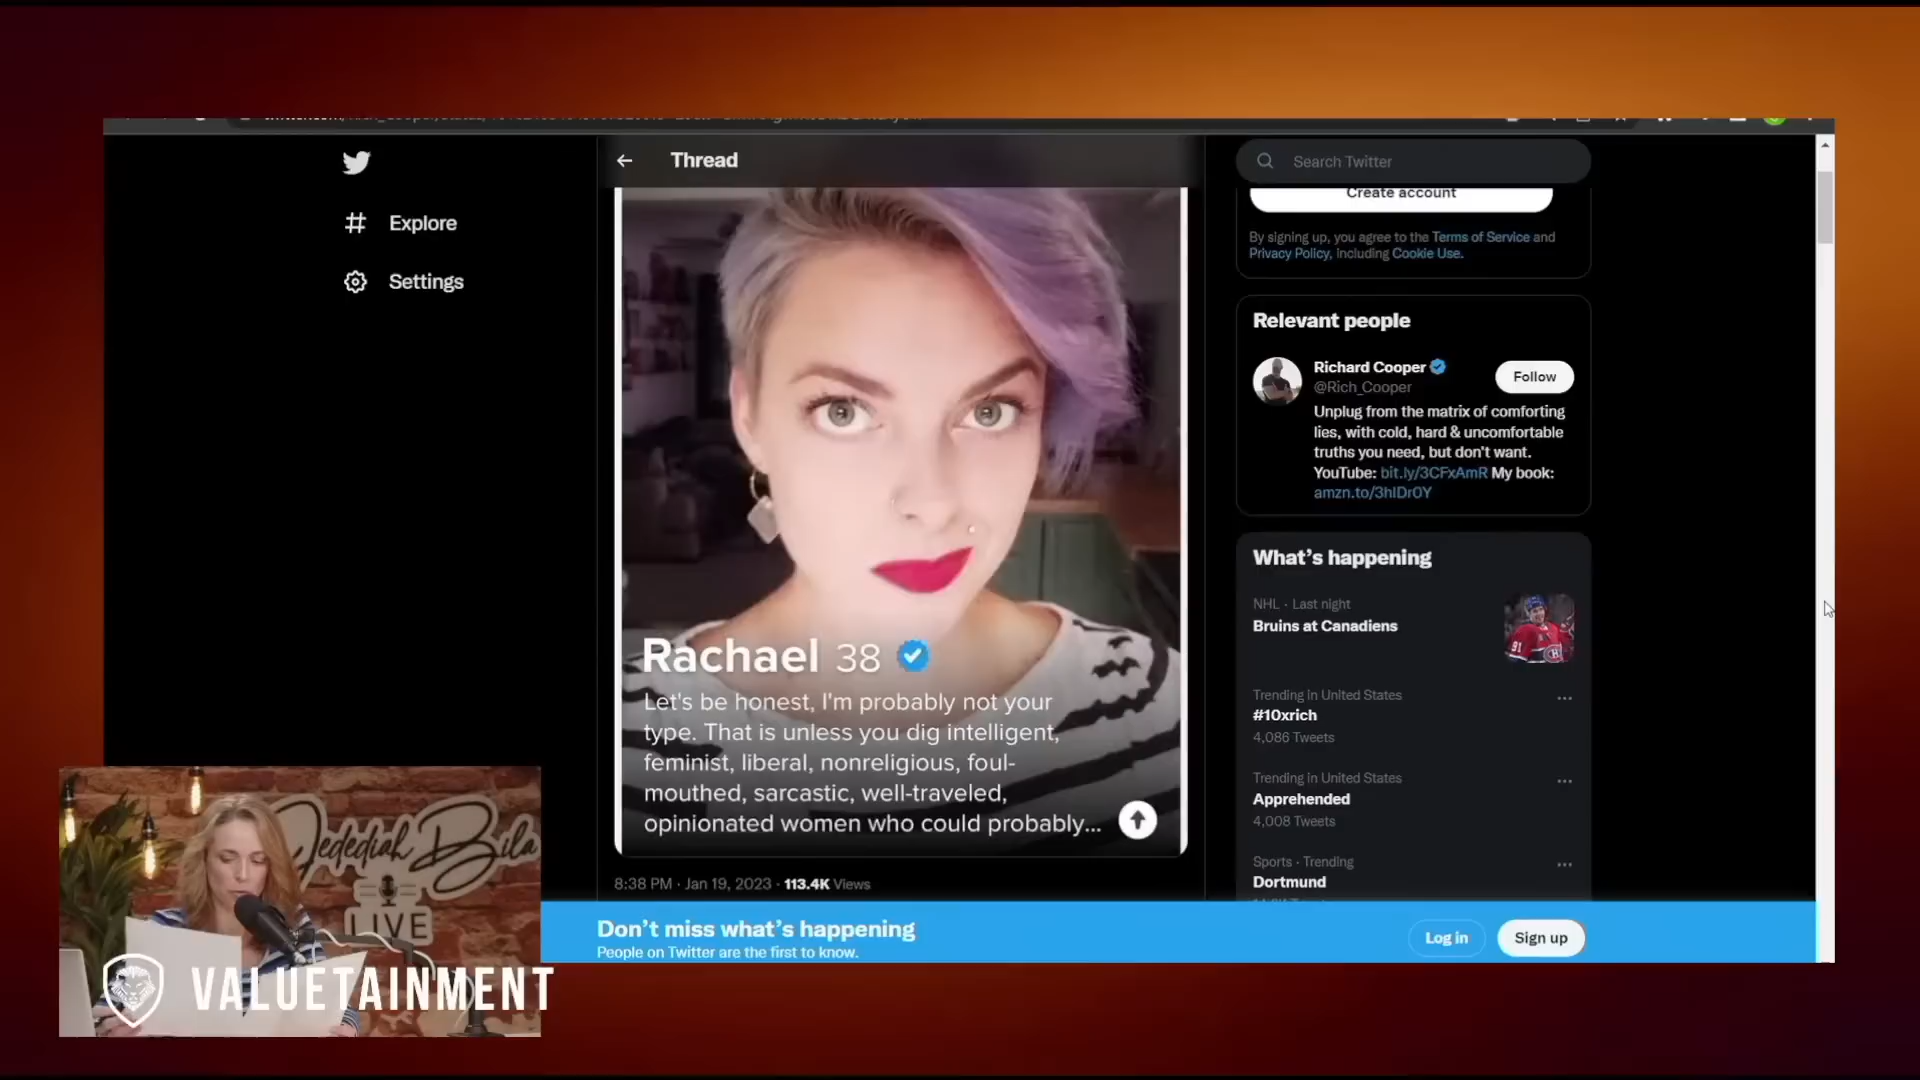 Thread
Search Twitter
Explore
Settings
Create account
By signing up, you agree to the Terms of Service and
Privacy Policy, including Cookie Use.
Rachael 38
Let's be honest, I'm probably not your
type. That is unless you dig intelligent,
feminist, liberal, nonreligious, foul-
mouthed, sarcastic, well-traveled,
opinionated women who could probably...
8:38 PM · Jan 19, 2023 · 113.4K Views
Relevant people
Richard Cooper
@Rich_Cooper
Follow
Unplug from the matrix of comforting
lies, with cold, hard & uncomfortable
truths you need, but don't want.
YouTube: bit.ly/3CFxAmR My book:
amzn.to/3hIDr0Y
What's happening
NHL · Last night
Bruins at Canadiens
91
Trending in United States
#10xrich
4,086 Tweets
Trending in United States
Apprehended
4,008 Tweets
Sports · Trending
Dortmund
Don't miss what's happening
People on Twitter are the first to know.
Log in
Sign up
Jedediah Bila
LIVE
VALUETAINMENT